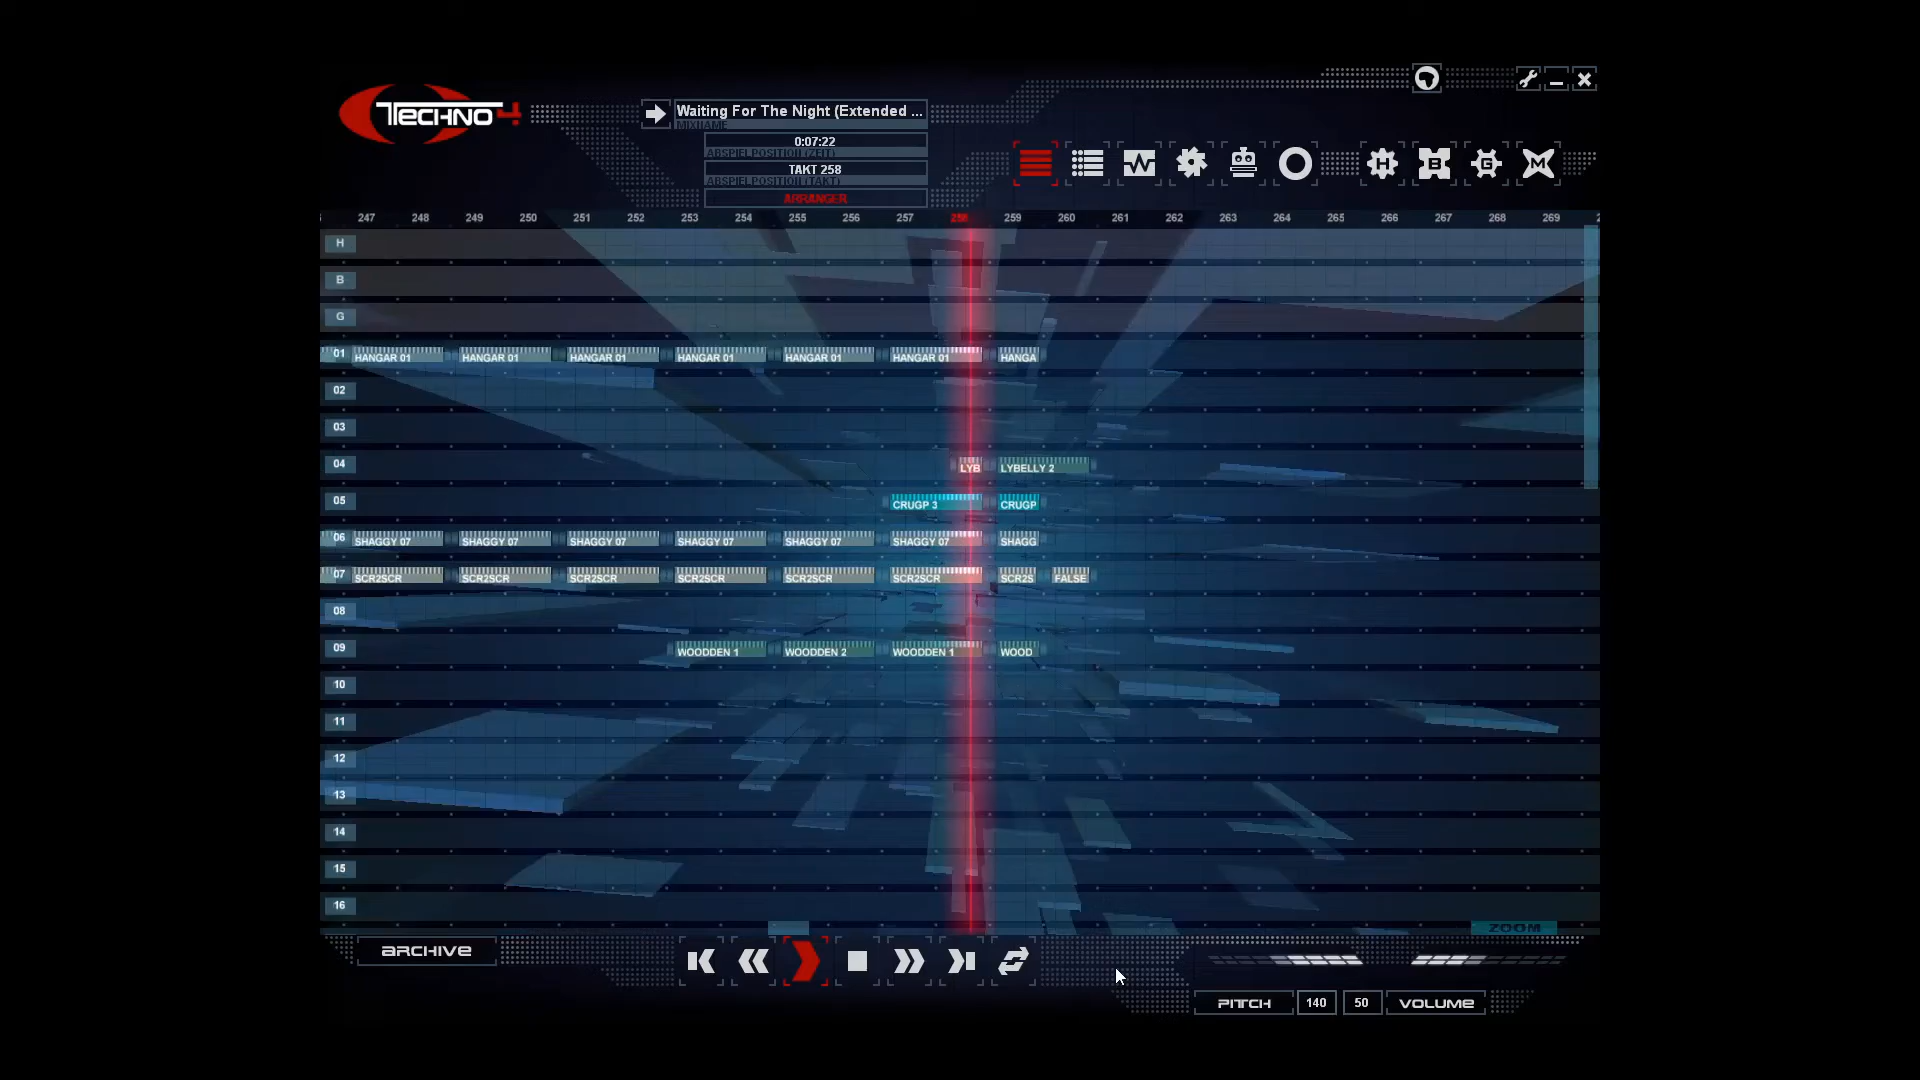 TECHNO 4
Waiting For The Night (Extended ...
MIXNAME
0:07:22
ABSPIELPOSITION (ZEIT)
TAKT 258
ABSPIELPOSITION (TAKT)
ARRANGER
H B G M
247 248 249 250 251 252 253 254 255 256 257 258 259 260 261 262 263 264 265 266 267 268 269
H
B
G
01 HANGAR 01 HANGAR 01 HANGAR 01 HANGAR 01 HANGAR 01 HANGAR 01 HANGA
02
03
04 LYB LYBELLY 2
05 CRUGP 3 CRUGP
06 SHAGGY 07 SHAGGY 07 SHAGGY 07 SHAGGY 07 SHAGGY 07 SHAGGY 07 SHAGG
07 SCR2SCR SCR2SCR SCR2SCR SCR2SCR SCR2SCR SCR2SCR SCR2S FALSE
08
09 WOODDEN 1 WOODDEN 2 WOODDEN 1 WOOD
10
11
12
13
14
15
16
ZOOM
ARCHIVE
PITCH 140 50 VOLUME